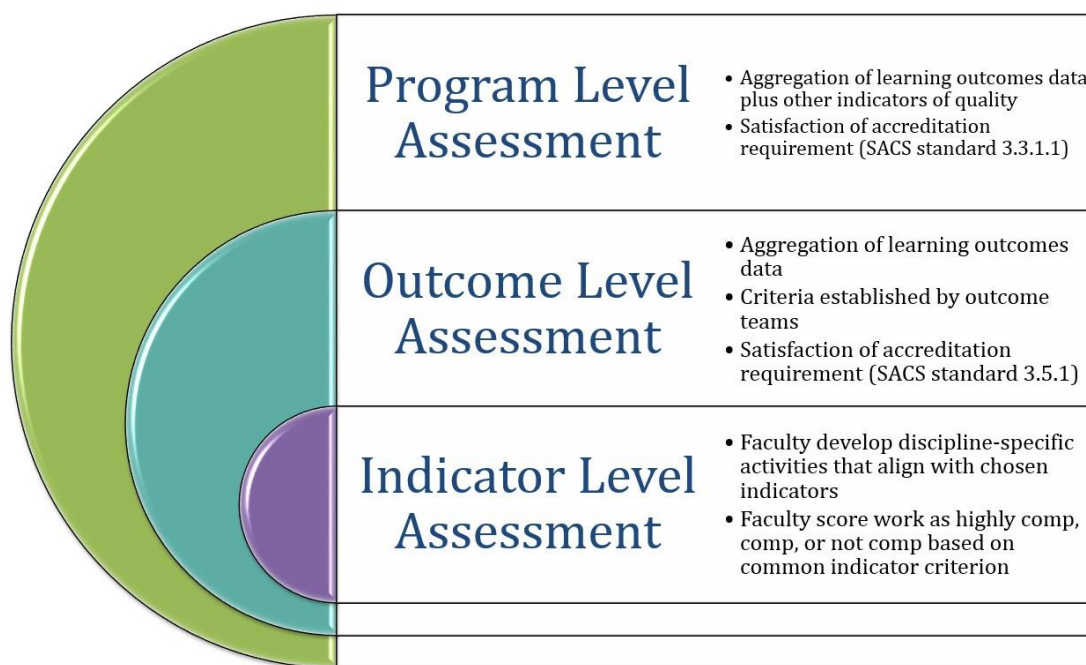 Program Level
Assessment
• Aggregation of learning outcomes data
plus other indicators of quality
• Satisfaction of accreditation
requirement (SACS standard 3.3.1.1)
Outcome Level
Assessment
• Aggregation of learning outcomes
data
• Criteria established by outcome
teams
• Satisfaction of accreditation
requirement (SACS standard 3.5.1)
Indicator Level
Assessment
• Faculty develop discipline-specific
activities that align with chosen
indicators
• Faculty score work as highly comp,
comp, or not comp based on
common indicator criterion